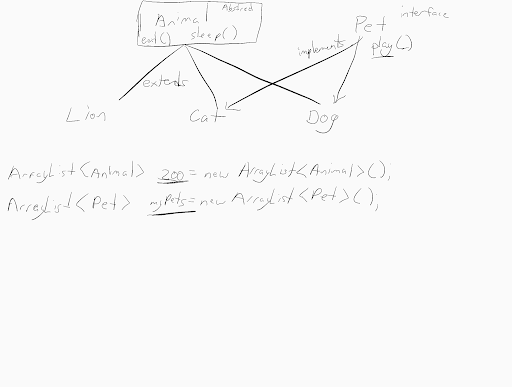 Animal Abstract
eat() sleep()
Pet interface
play()
implements
extends
Lion Cat Dog
ArrayList<Animal> zoo = new ArrayList<Animal>();
ArrayList<Pet> myPets = new ArrayList<Pet>();